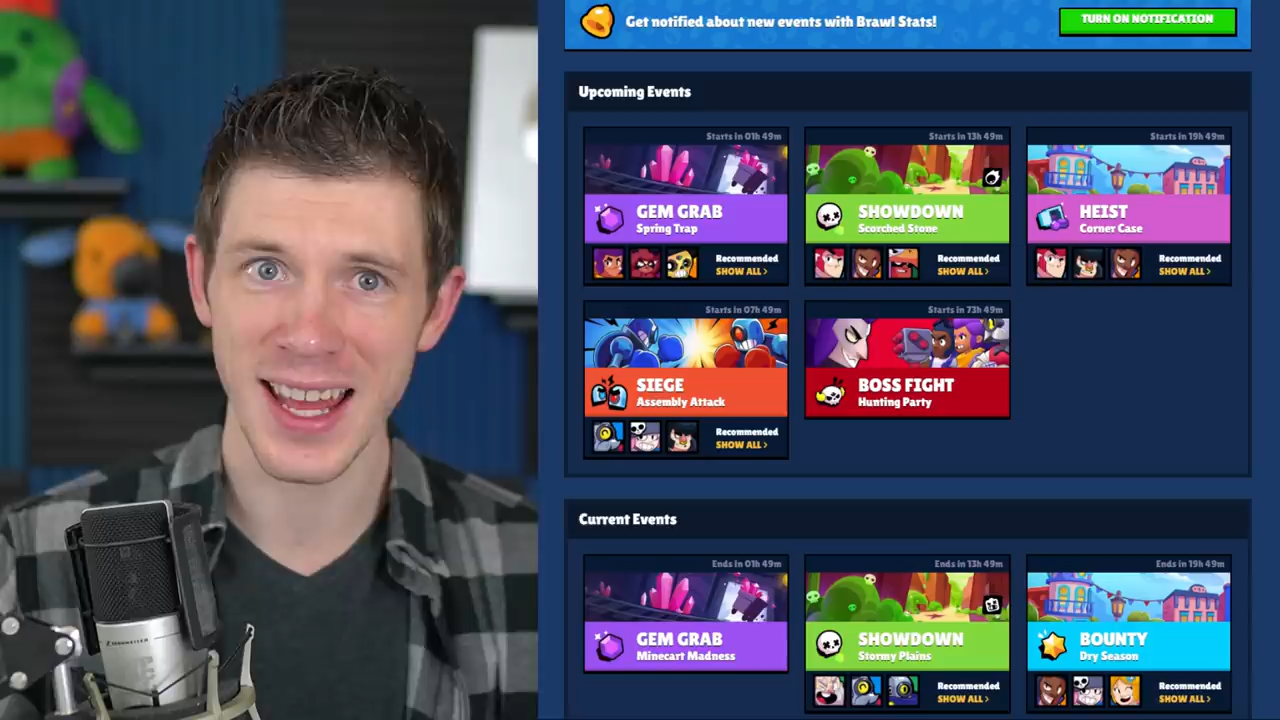 Get notified about new events with Brawl Stats!
TURN ON NOTIFICATION
Upcoming Events
Starts in 01h 49m
GEM GRAB
Spring Trap
Recommended
SHOW ALL ›
Starts in 13h 49m
SHOWDOWN
Scorched Stone
Recommended
SHOW ALL ›
Starts in 19h 49m
HEIST
Corner Case
Recommended
SHOW ALL ›
Starts in 07h 49m
SIEGE
Assembly Attack
Recommended
SHOW ALL ›
Starts in 73h 49m
BOSS FIGHT
Hunting Party
Current Events
Ends in 01h 49m
GEM GRAB
Minecart Madness
Ends in 13h 49m
SHOWDOWN
Stormy Plains
Recommended
SHOW ALL ›
Ends in 19h 49m
BOUNTY
Dry Season
Recommended
SHOW ALL ›
SENNHEISER